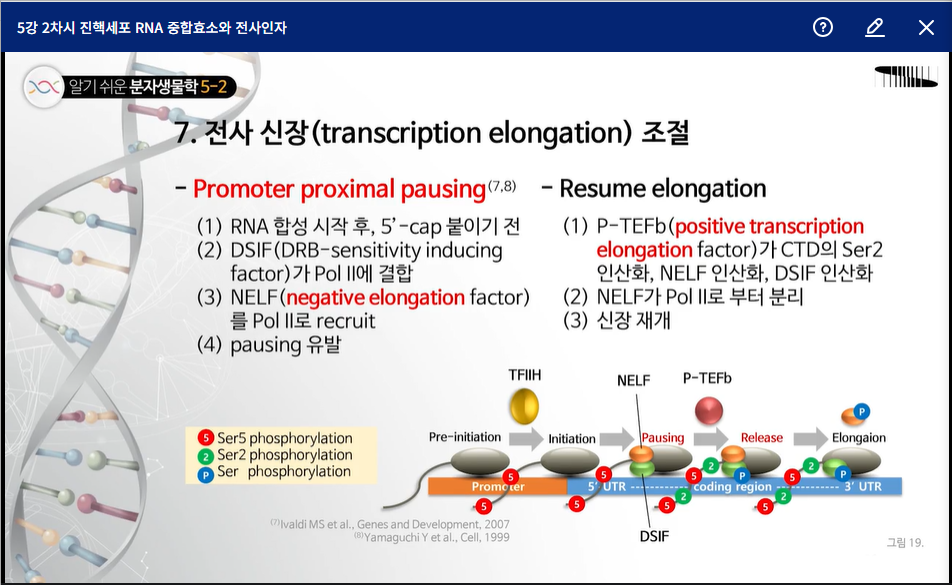 5강 2차시 진핵세포 RNA 중합효소와 전사인자
알기 쉬운 분자생물학 5-2
7. 전사 신장(transcription elongation) 조절
- Promoter proximal pausing(7,8)
(1) RNA 합성 시작 후, 5'-cap 붙이기 전
(2) DSIF(DRB-sensitivity inducing
factor)가 Pol II에 결합
(3) NELF(negative elongation factor)
를 Pol II로 recruit
(4) pausing 유발
- Resume elongation
(1) P-TEFb(positive transcription
elongation factor)가 CTD의 Ser2
인산화, NELF 인산화, DSIF 인산화
(2) NELF가 Pol II로 부터 분리
(3) 신장 재개
TFIIH
NELF
P-TEFb
P
Pre-initiation
Initiation
Pausing
Release
Elongaion
5 Ser5 phosphorylation
2 Ser2 phosphorylation
P Ser phosphorylation
5
5
2
5
2
P
5
2
P
Promoter
5' UTR
coding region
3' UTR
5
5
5
2
5
2
DSIF
(7)Ivaldi MS et al., Genes and Development, 2007
(8)Yamaguchi Y et al., Cell, 1999
그림 19.